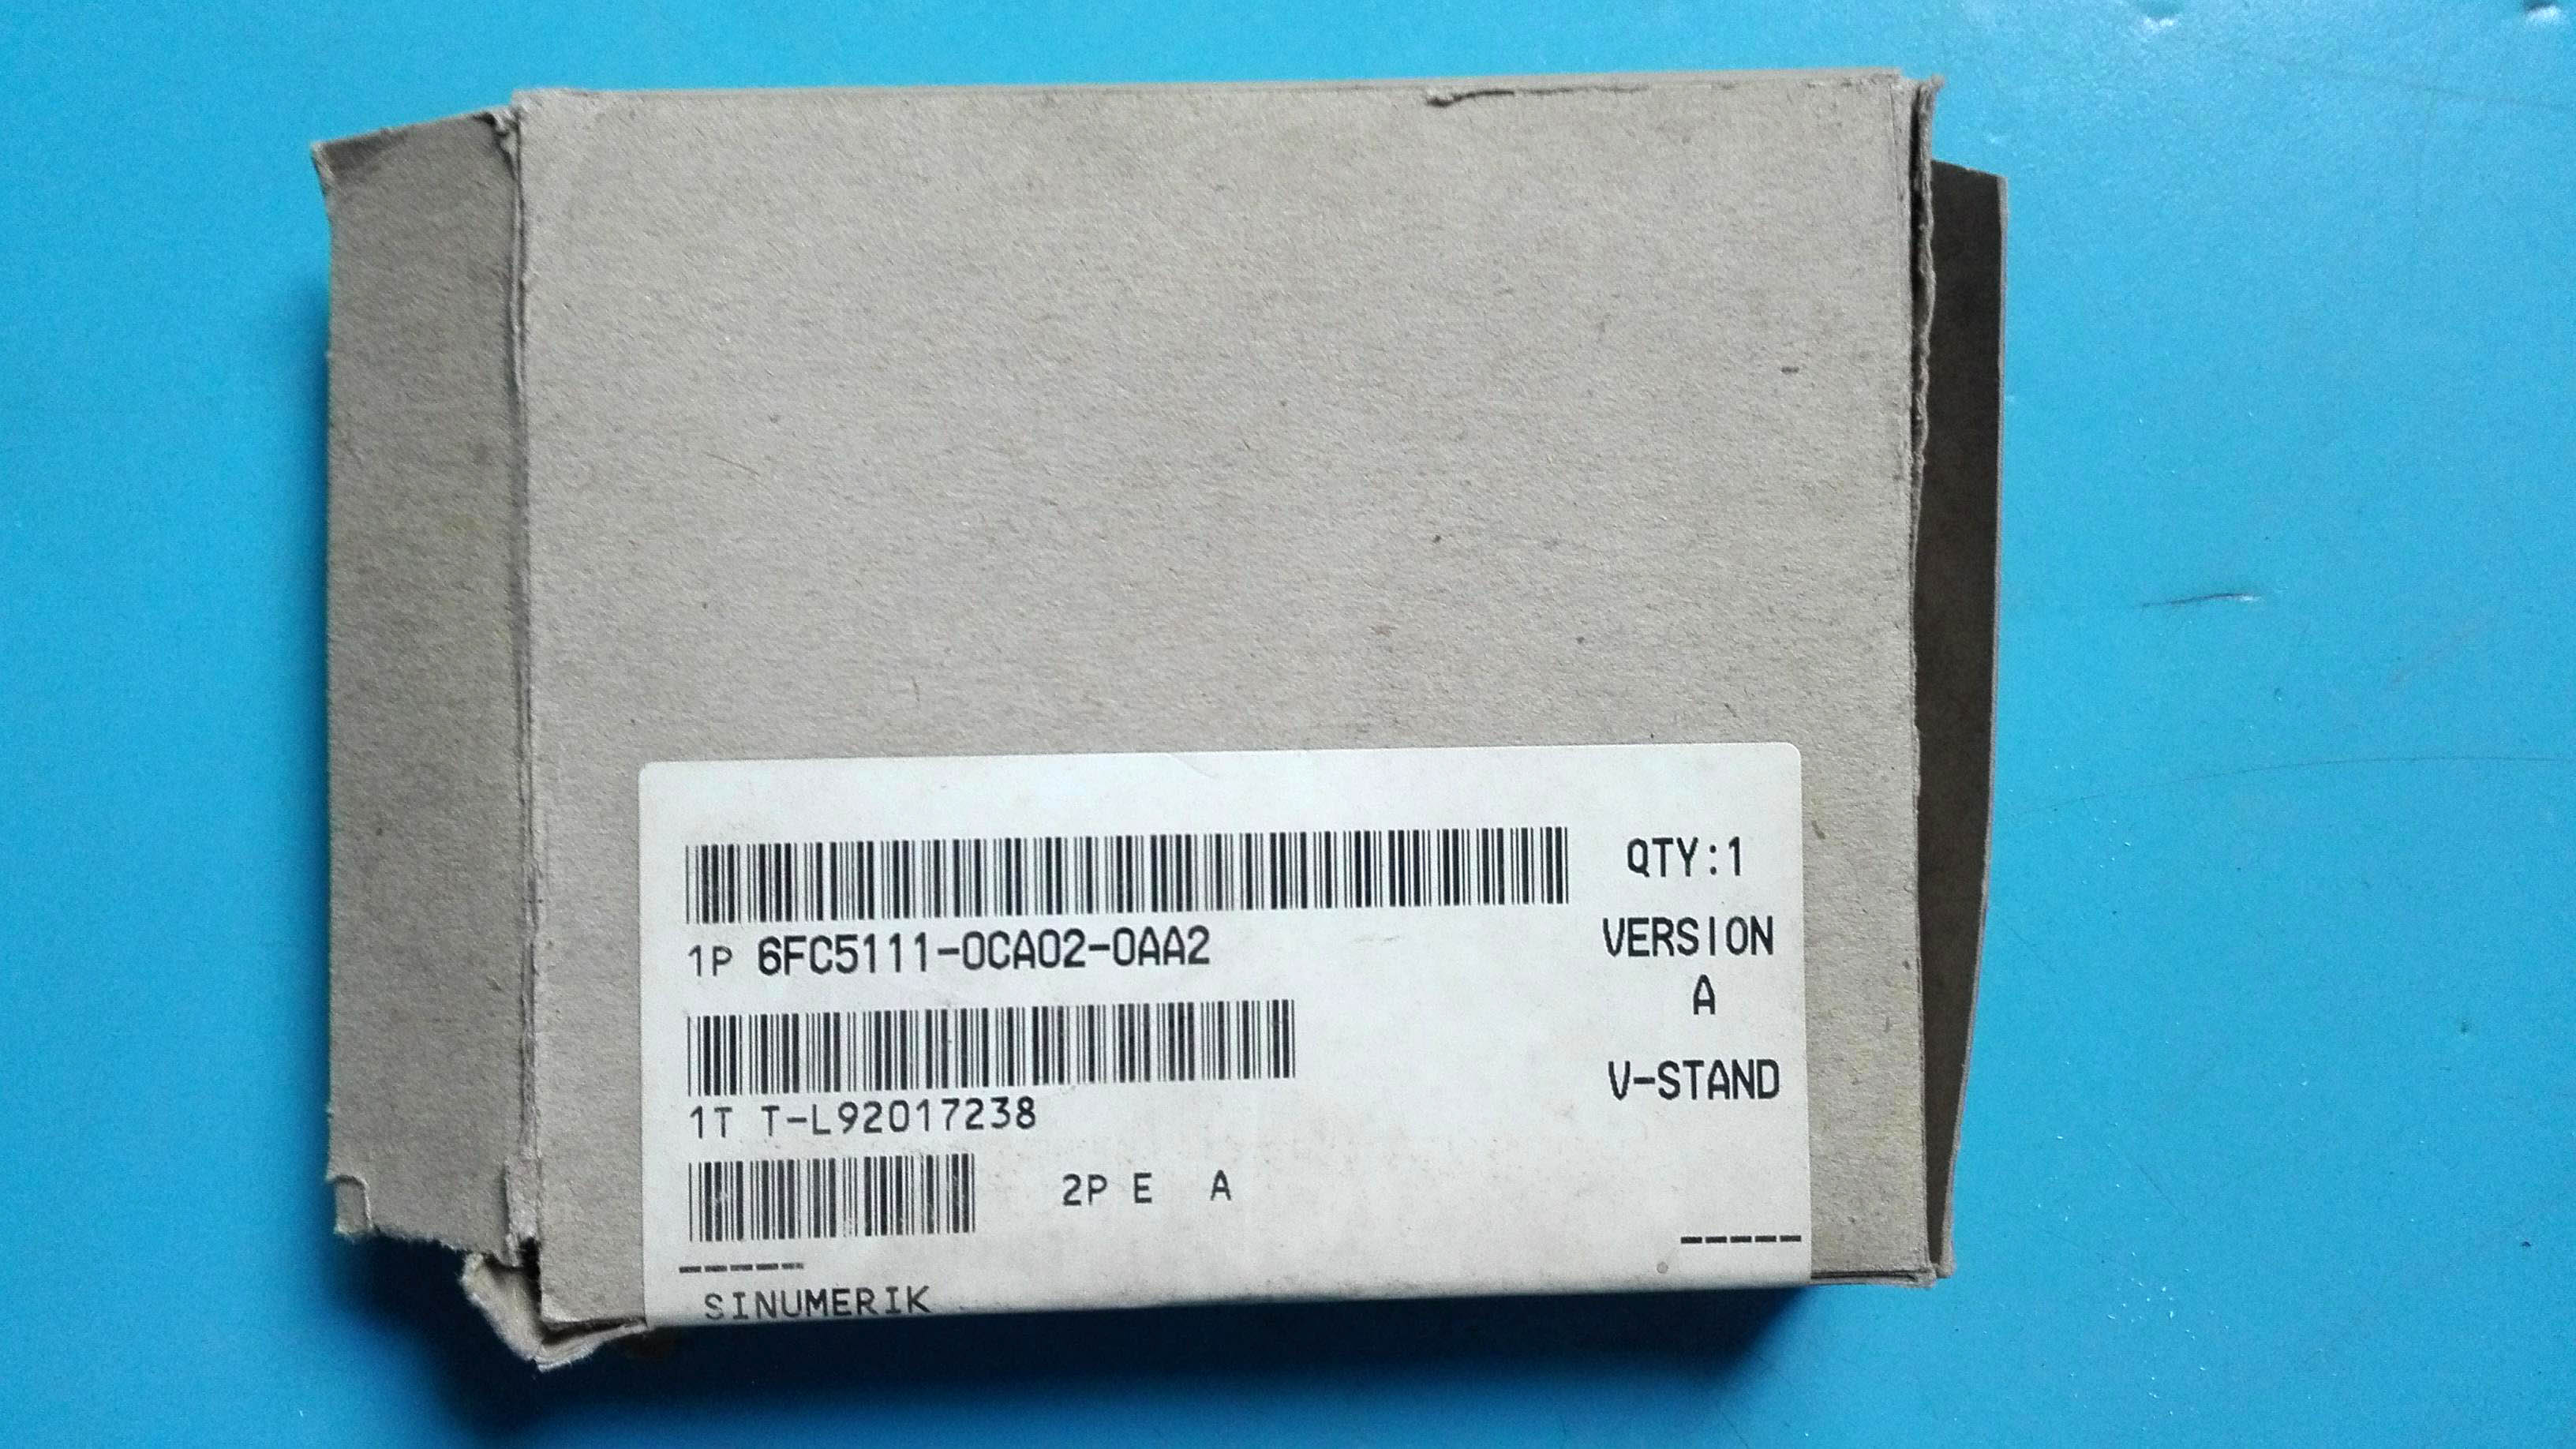 QTY:1
1P 6FC5111-0CA02-0AA2
VERSION
A
1T T-L92017238
V-STAND
2P E A
-----
-----
SINUMERIK